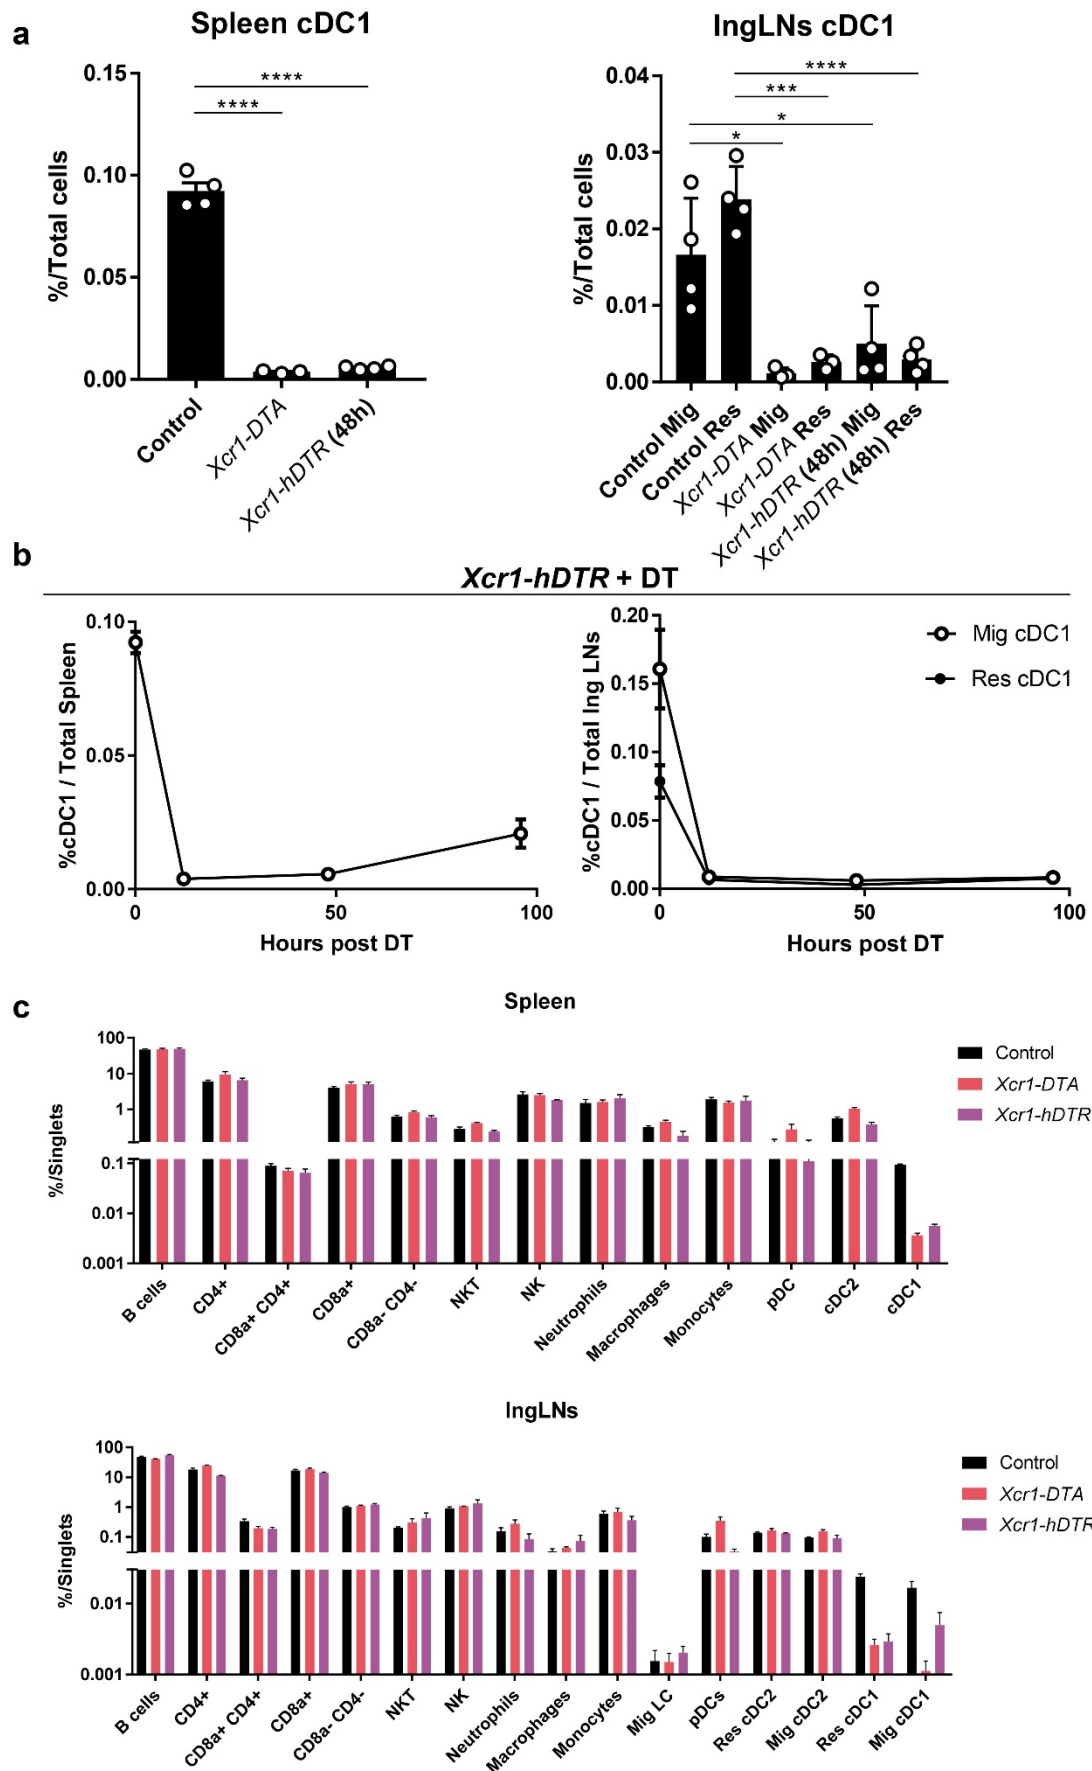 a
Spleen cDC1
IngLNs cDC1
%/Total cells
0.15
0.10
0.05
0.00
****
****
Control
Xcr1-DTA
Xcr1-hDTR (48h)
%/Total cells
0.04
0.03
0.02
0.01
0.00
****
***
*
*
Control Mig
Control Res
Xcr1-DTA Mig
Xcr1-DTA Res
Xcr1-hDTR (48h) Mig
Xcr1-hDTR (48h) Res
b
Xcr1-hDTR + DT
%cDC1 / Total Spleen
0.10
0.05
0.00
0
50
100
Hours post DT
%cDC1 / Total Ing LNs
0.20
0.15
0.10
0.05
0.00
0
50
100
Hours post DT
Mig cDC1
Res cDC1
c
Spleen
%/Singlets
100
10
1
0.1
0.01
0.001
B cells
CD4+
CD8a+ CD4+
CD8a+
CD8a- CD4-
NKT
NK
Neutrophils
Macrophages
Monocytes
pDC
cDC2
cDC1
Control
Xcr1-DTA
Xcr1-hDTR
IngLNs
%/Singlets
100
10
1
0.1
0.01
0.001
B cells
CD4+
CD8a+ CD4+
CD8a+
CD8a- CD4-
NKT
NK
Neutrophils
Macrophages
Monocytes
Mig LC
pDCs
Res cDC2
Mig cDC2
Res cDC1
Mig cDC1
Control
Xcr1-DTA
Xcr1-hDTR